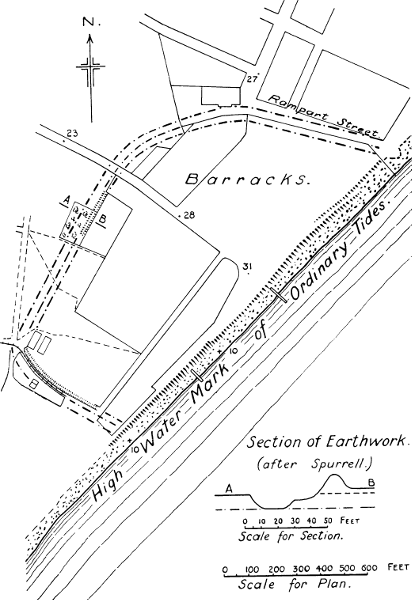 N.
27
Rampart Street.
23
A
B
Barracks.
28
31
10
10
High Water Mark of Ordinary Tides.
Section of Earthwork.
(after Spurrell.)
A B
0 10 20 30 40 50 FEET
Scale for Section.
0 100 200 300 400 500 600 FEET
Scale for Plan.